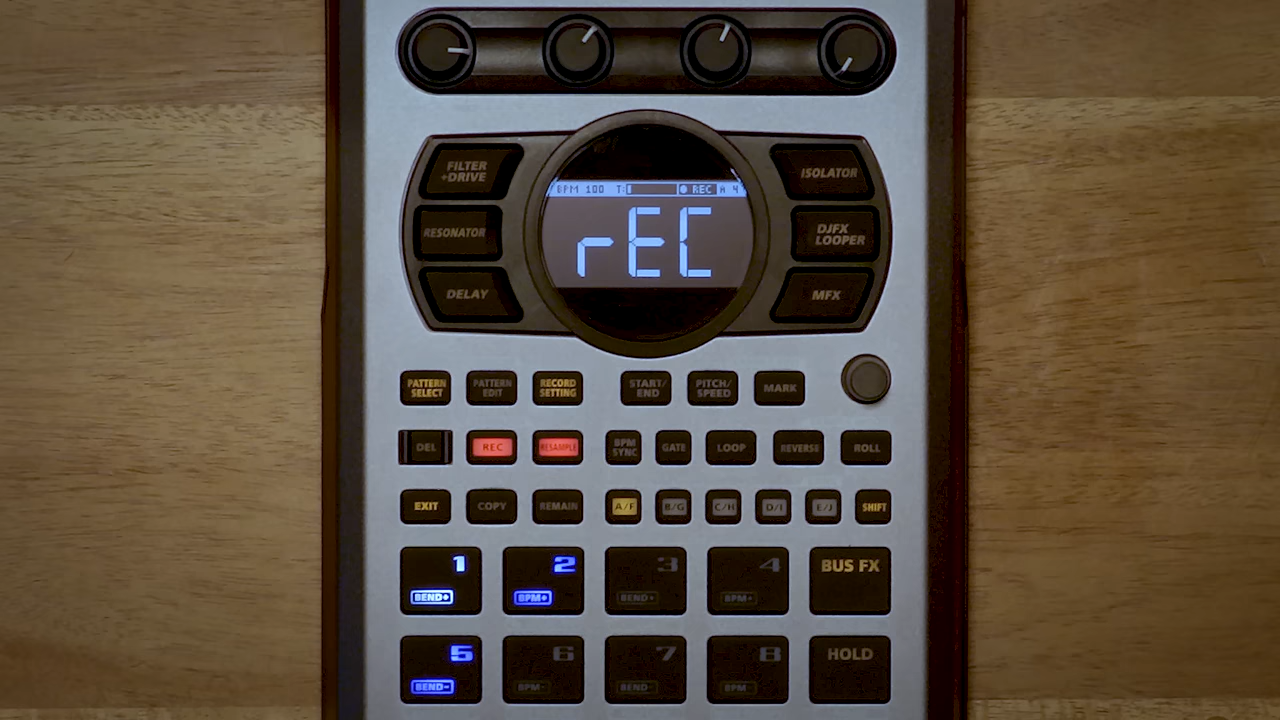 FILTER
+DRIVE
ISOLATOR
BPM 100 T: REC A 4
rEC
RESONATOR
DJFX
LOOPER
DELAY
MFX
PATTERN
SELECT
PATTERN
EDIT
RECORD
SETTING
START/
END
PITCH/
SPEED
MARK
DEL
REC
RESAMPLE
BPM
SYNC
GATE
LOOP
REVERSE
ROLL
EXIT
COPY
REMAIN
A/F
B/G
C/H
D/I
E/J
SHIFT
1
BEND+
2
BPM+
3
BEND+
4
BPM+
BUS FX
5
BEND-
6
BPM-
7
BEND-
8
BPM-
HOLD